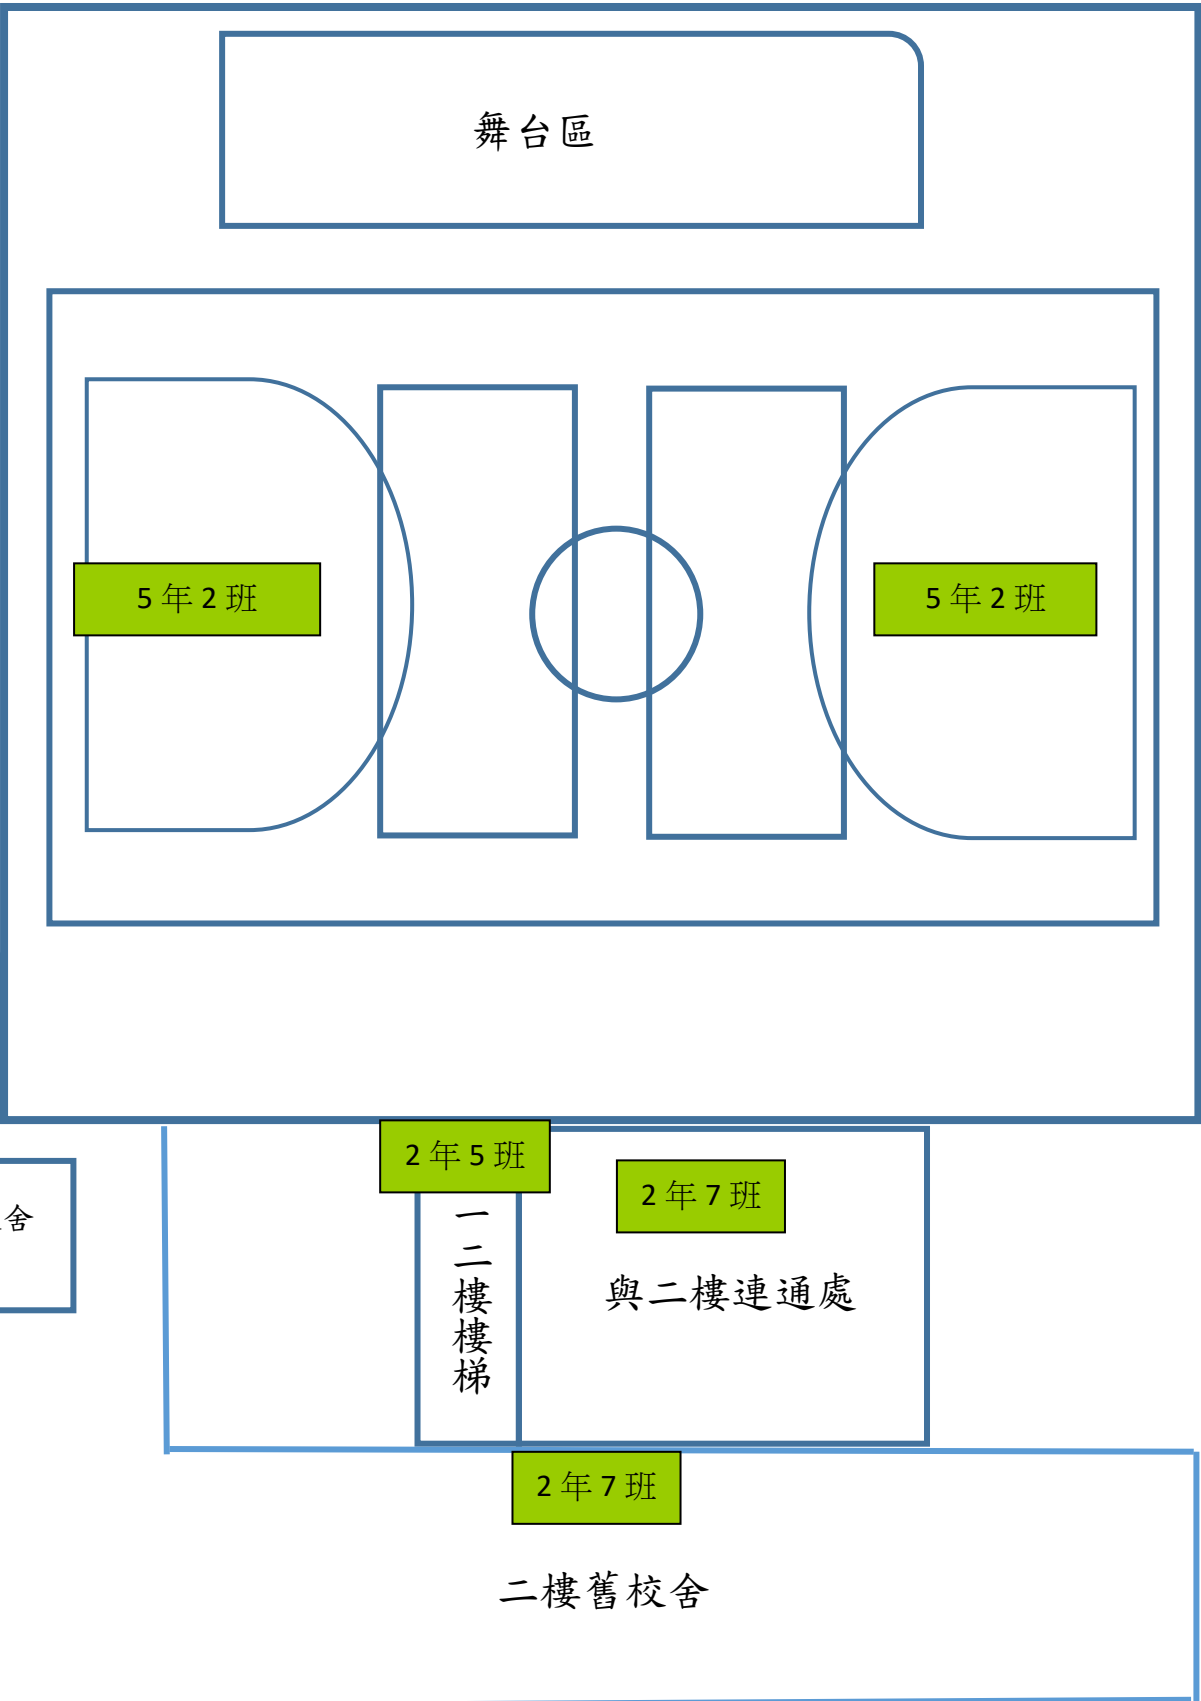 舞台區
5 年 2 班
5 年 2 班
2 年 5 班
2 年 7 班
舍
一二樓樓梯
與二樓連通處
2 年 7 班
二樓舊校舍